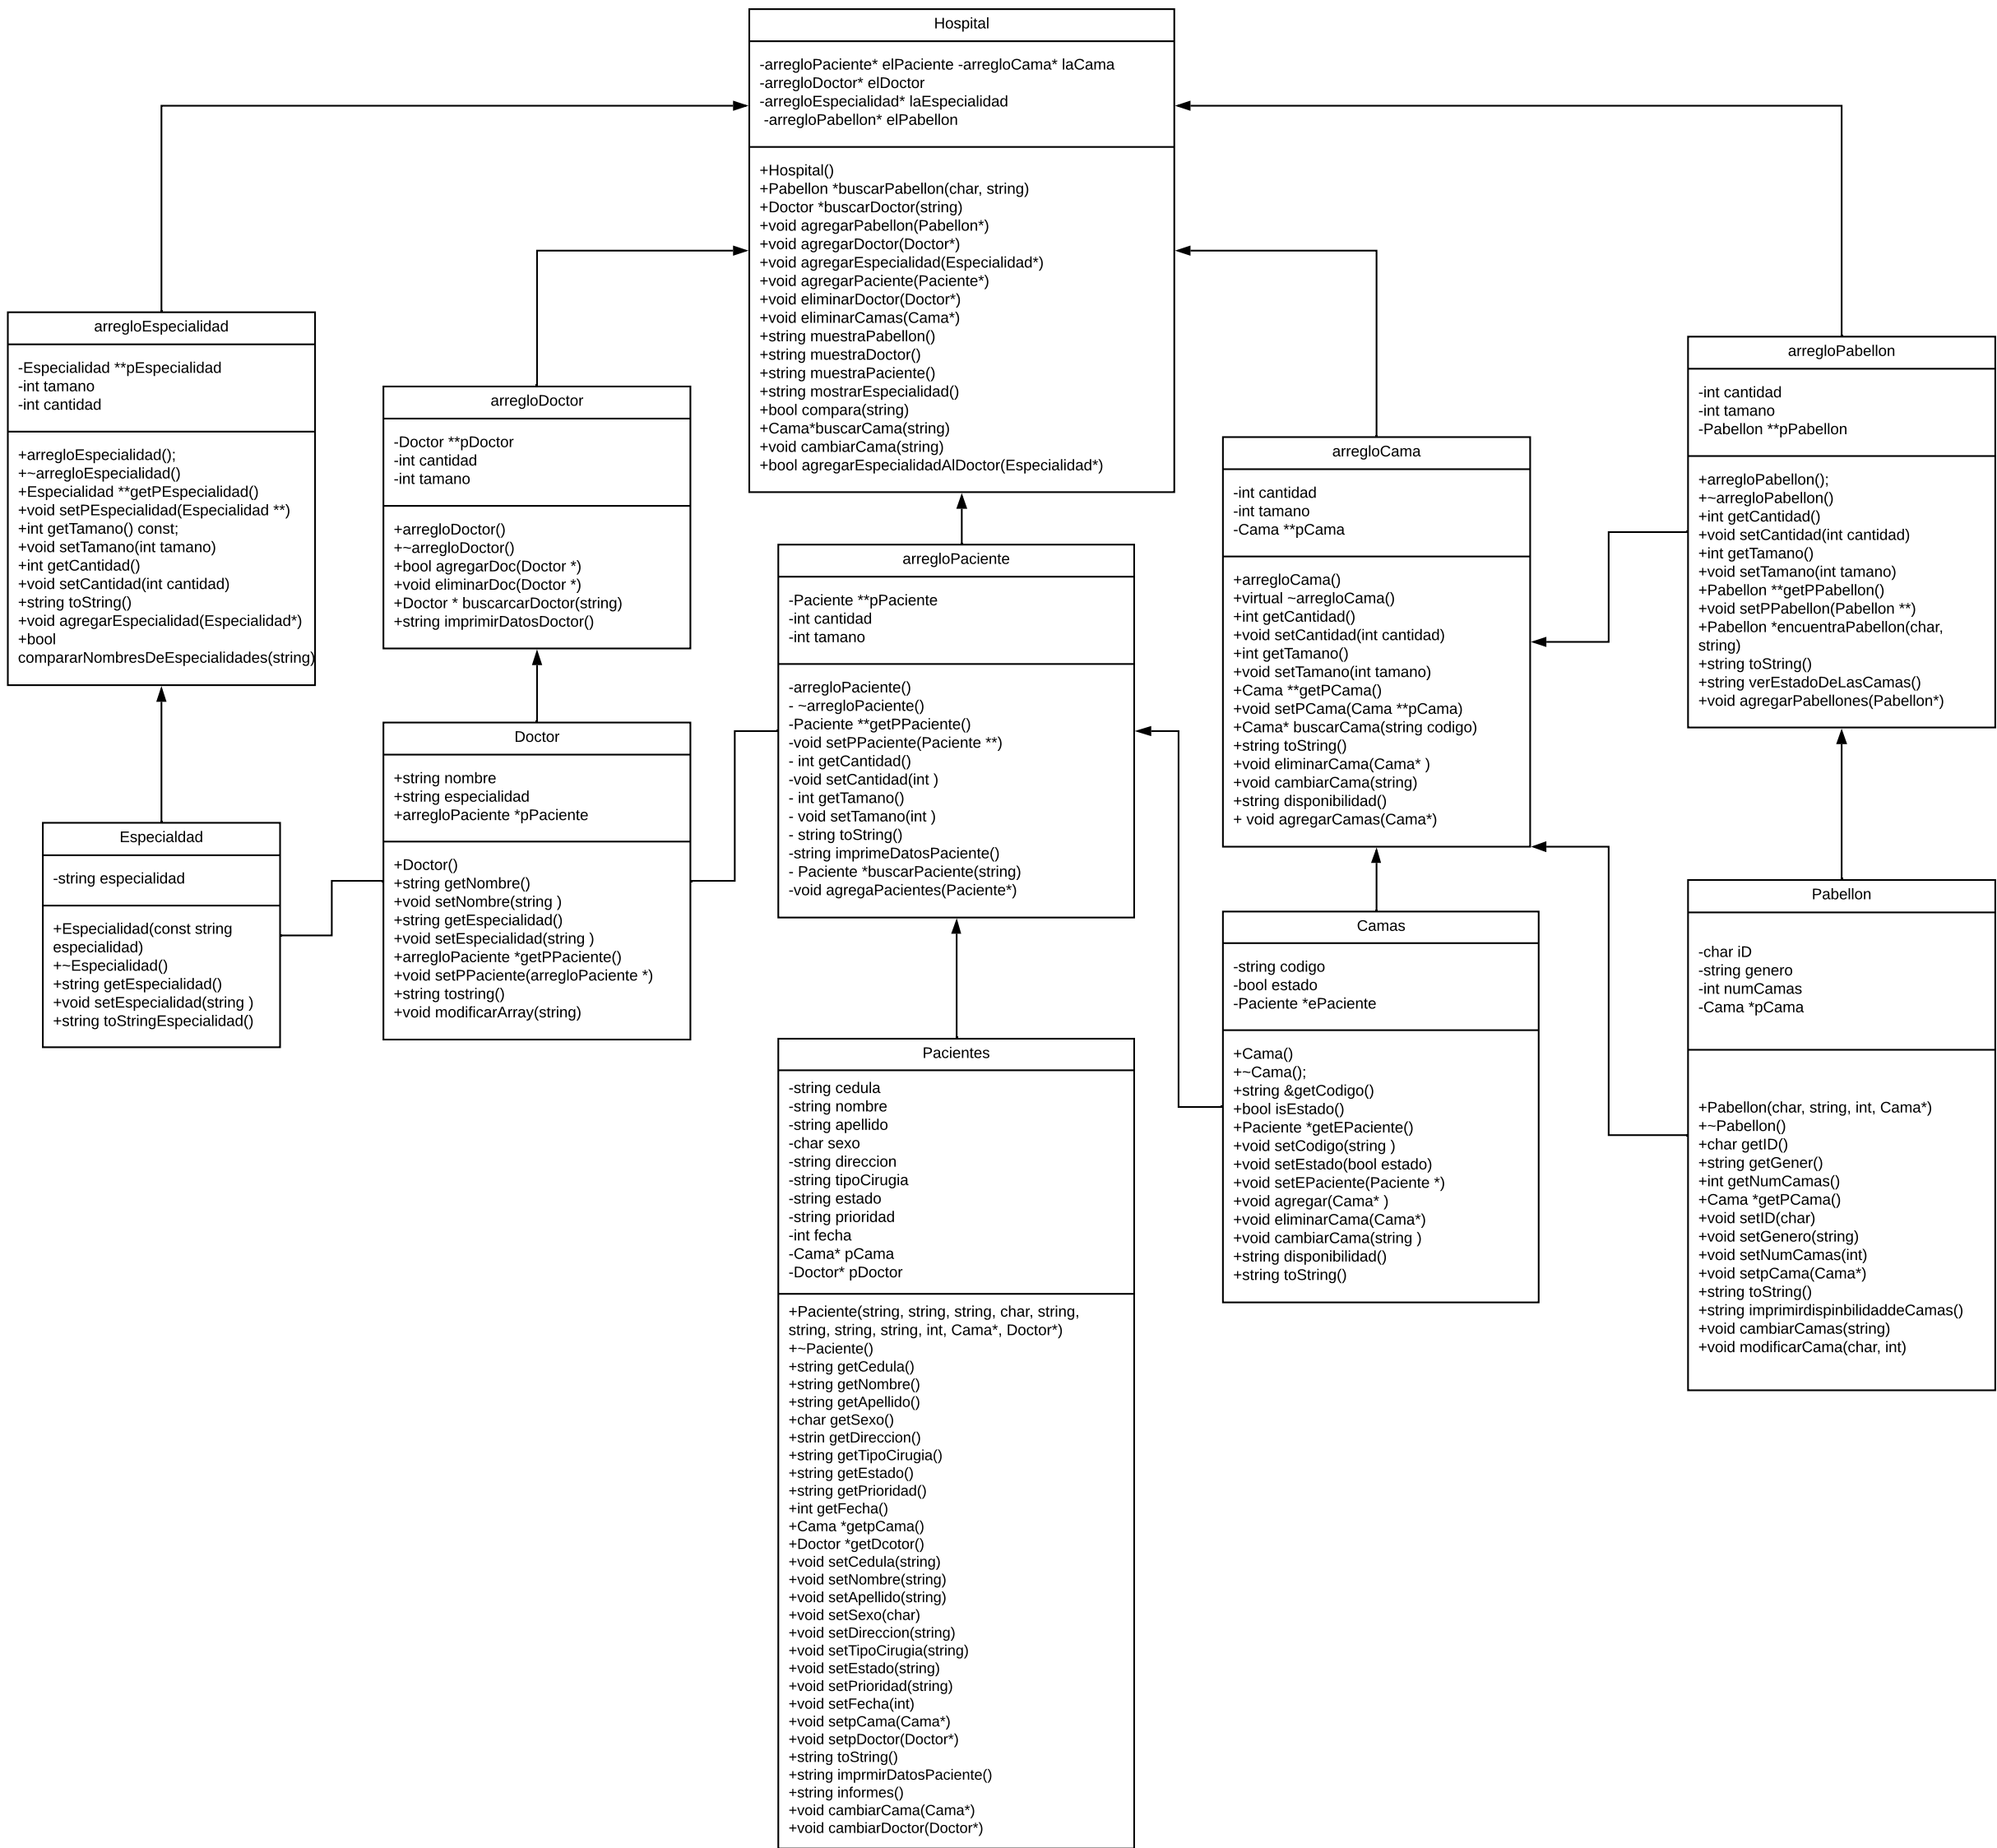 Hospital
-arregloPaciente* elPaciente -arregloCama* laCama
-arregloDoctor* elDoctor
-arregloEspecialidad* laEspecialidad
-arregloPabellon* elPabellon
+Hospital()
+Pabellon *buscarPabellon(char, string)
+Doctor *buscarDoctor(string)
+void agregarPabellon(Pabellon*)
+void agregarDoctor(Doctor*)
+void agregarEspecialidad(Especialidad*)
+void agregarPaciente(Paciente*)
+void eliminarDoctor(Doctor*)
+void eliminarCamas(Cama*)
+string muestraPabellon()
+string muestraDoctor()
+string muestraPaciente()
+string mostrarEspecialidad()
+bool compara(string)
+Cama*buscarCama(string)
+void cambiarCama(string)
+bool agregarEspecialidadAlDoctor(Especialidad*)
arregloEspecialidad
-Especialidad **pEspecialidad
-int tamano
-int cantidad
+arregloEspecialidad();
+~arregloEspecialidad()
+Especialidad **getPEspecialidad()
+void setPEspecialidad(Especialidad **)
+int getTamano() const;
+void setTamano(int tamano)
+int getCantidad()
+void setCantidad(int cantidad)
+string toString()
+void agregarEspecialidad(Especialidad*)
+bool
compararNombresDeEspecialidades(string)
arregloDoctor
-Doctor **pDoctor
-int cantidad
-int tamano
+arregloDoctor()
+~arregloDoctor()
+bool agregarDoc(Doctor *)
+void eliminarDoc(Doctor *)
+Doctor * buscarcarDoctor(string)
+string imprimirDatosDoctor()
arregloPaciente
-Paciente **pPaciente
-int cantidad
-int tamano
-arregloPaciente()
- ~arregloPaciente()
-Paciente **getPPaciente()
-void setPPaciente(Paciente **)
- int getCantidad()
-void setCantidad(int )
- int getTamano()
- void setTamano(int )
- string toString()
-string imprimeDatosPaciente()
- Paciente *buscarPaciente(string)
-void agregaPacientes(Paciente*)
arregloCama
-int cantidad
-int tamano
-Cama **pCama
+arregloCama()
+virtual ~arregloCama()
+int getCantidad()
+void setCantidad(int cantidad)
+int getTamano()
+void setTamano(int tamano)
+Cama **getPCama()
+void setPCama(Cama **pCama)
+Cama* buscarCama(string codigo)
+string toString()
+void eliminarCama(Cama* )
+void cambiarCama(string)
+string disponibilidad()
+ void agregarCamas(Cama*)
arregloPabellon
-int cantidad
-int tamano
-Pabellon **pPabellon
+arregloPabellon();
+~arregloPabellon()
+int getCantidad()
+void setCantidad(int cantidad)
+int getTamano()
+void setTamano(int tamano)
+Pabellon **getPPabellon()
+void setPPabellon(Pabellon **)
+Pabellon *encuentraPabellon(char,
string)
+string toString()
+string verEstadoDeLasCamas()
+void agregarPabellones(Pabellon*)
Especialdad
-string especialidad
+Especialidad(const string
especialidad)
+~Especialidad()
+string getEspecialidad()
+void setEspecialidad(string )
+string toStringEspecialidad()
Doctor
+string nombre
+string especialidad
+arregloPaciente *pPaciente
+Doctor()
+string getNombre()
+void setNombre(string )
+string getEspecialidad()
+void setEspecialidad(string )
+arregloPaciente *getPPaciente()
+void setPPaciente(arregloPaciente *)
+string tostring()
+void modificarArray(string)
Pacientes
-string cedula
-string nombre
-string apellido
-char sexo
-string direccion
-string tipoCirugia
-string estado
-string prioridad
-int fecha
-Cama* pCama
-Doctor* pDoctor
+Paciente(string, string, string, char, string,
string, string, string, int, Cama*, Doctor*)
+~Paciente()
+string getCedula()
+string getNombre()
+string getApellido()
+char getSexo()
+strin getDireccion()
+string getTipoCirugia()
+string getEstado()
+string getPrioridad()
+int getFecha()
+Cama *getpCama()
+Doctor *getDcotor()
+void setCedula(string)
+void setNombre(string)
+void setApellido(string)
+void setSexo(char)
+void setDireccion(string)
+void setTipoCirugia(string)
+void setEstado(string)
+void setPrioridad(string)
+void setFecha(int)
+void setpCama(Cama*)
+void setpDoctor(Doctor*)
+string toString()
+string imprmirDatosPaciente()
+string informes()
+void cambiarCama(Cama*)
+void cambiarDoctor(Doctor*)
Camas
-string codigo
-bool estado
-Paciente *ePaciente
+Cama()
+~Cama();
+string &getCodigo()
+bool isEstado()
+Paciente *getEPaciente()
+void setCodigo(string )
+void setEstado(bool estado)
+void setEPaciente(Paciente *)
+void agregar(Cama* )
+void eliminarCama(Cama*)
+void cambiarCama(string )
+string disponibilidad()
+string toString()
Pabellon
-char iD
-string genero
-int numCamas
-Cama *pCama
+Pabellon(char, string, int, Cama*)
+~Pabellon()
+char getID()
+string getGener()
+int getNumCamas()
+Cama *getPCama()
+void setID(char)
+void setGenero(string)
+void setNumCamas(int)
+void setpCama(Cama*)
+string toString()
+string imprimirdispinbilidaddeCamas()
+void cambiarCamas(string)
+void modificarCama(char, int)